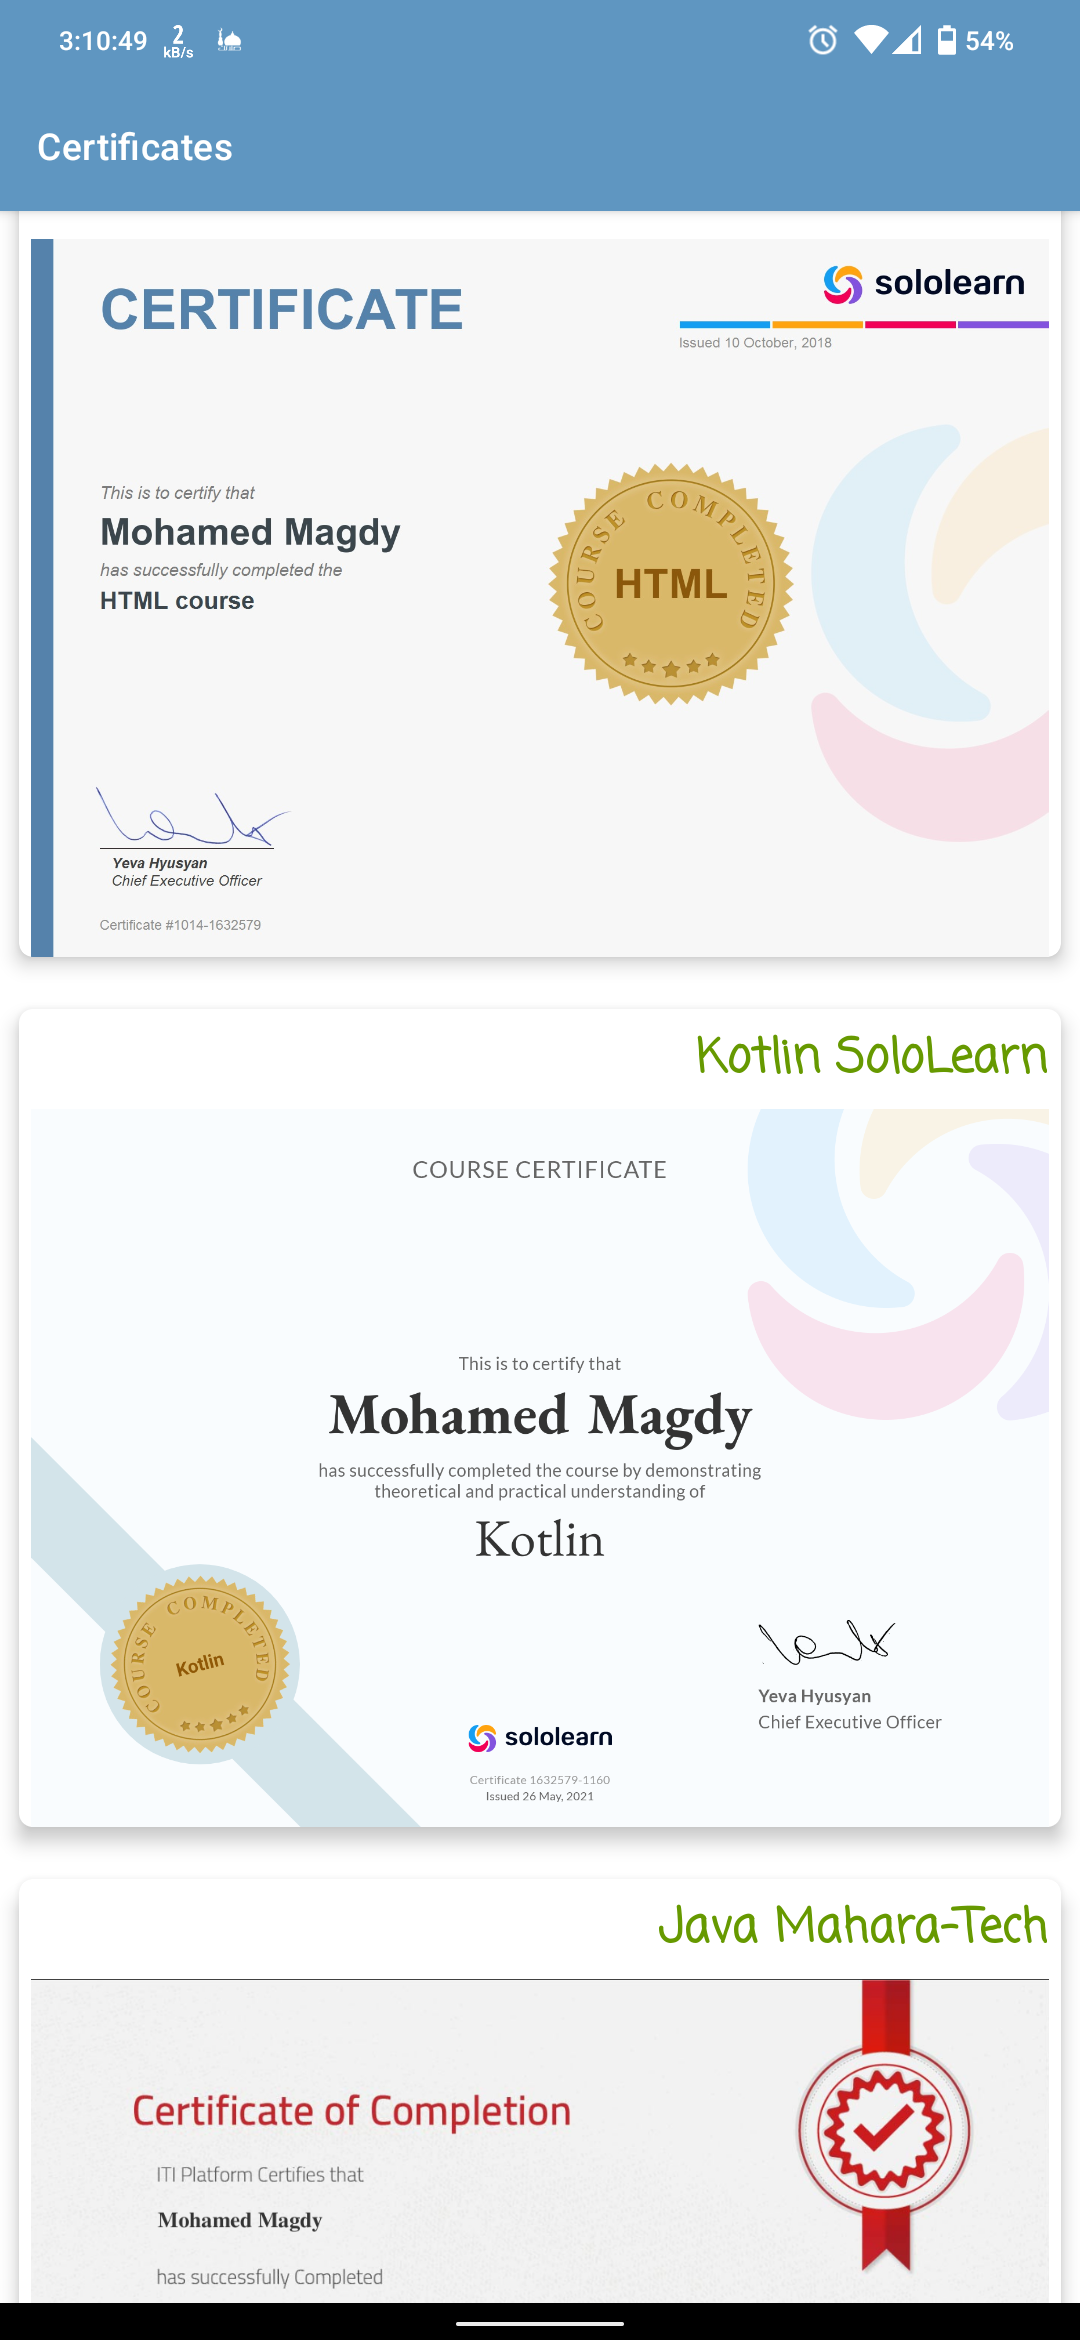 3:10:49 2 kB/s 54%
Certificates
CERTIFICATE
sololearn
Issued 10 October, 2018
This is to certify that
Mohamed Magdy
has successfully completed the
HTML course
COURSE COMPLETED
HTML
Yeva Hyusyan
Chief Executive Officer
Certificate #1014-1632579
Kotlin SoloLearn
COURSE CERTIFICATE
This is to certify that
Mohamed Magdy
has successfully completed the course by demonstrating
theoretical and practical understanding of
Kotlin
COURSE COMPLETED
Kotlin
Yeva Hyusyan
Chief Executive Officer
sololearn
Certificate 1632579-1160
Issued 26 May, 2021
Java Mahara-Tech
Certificate of Completion
ITI Platform Certifies that
Mohamed Magdy
has successfully Completed